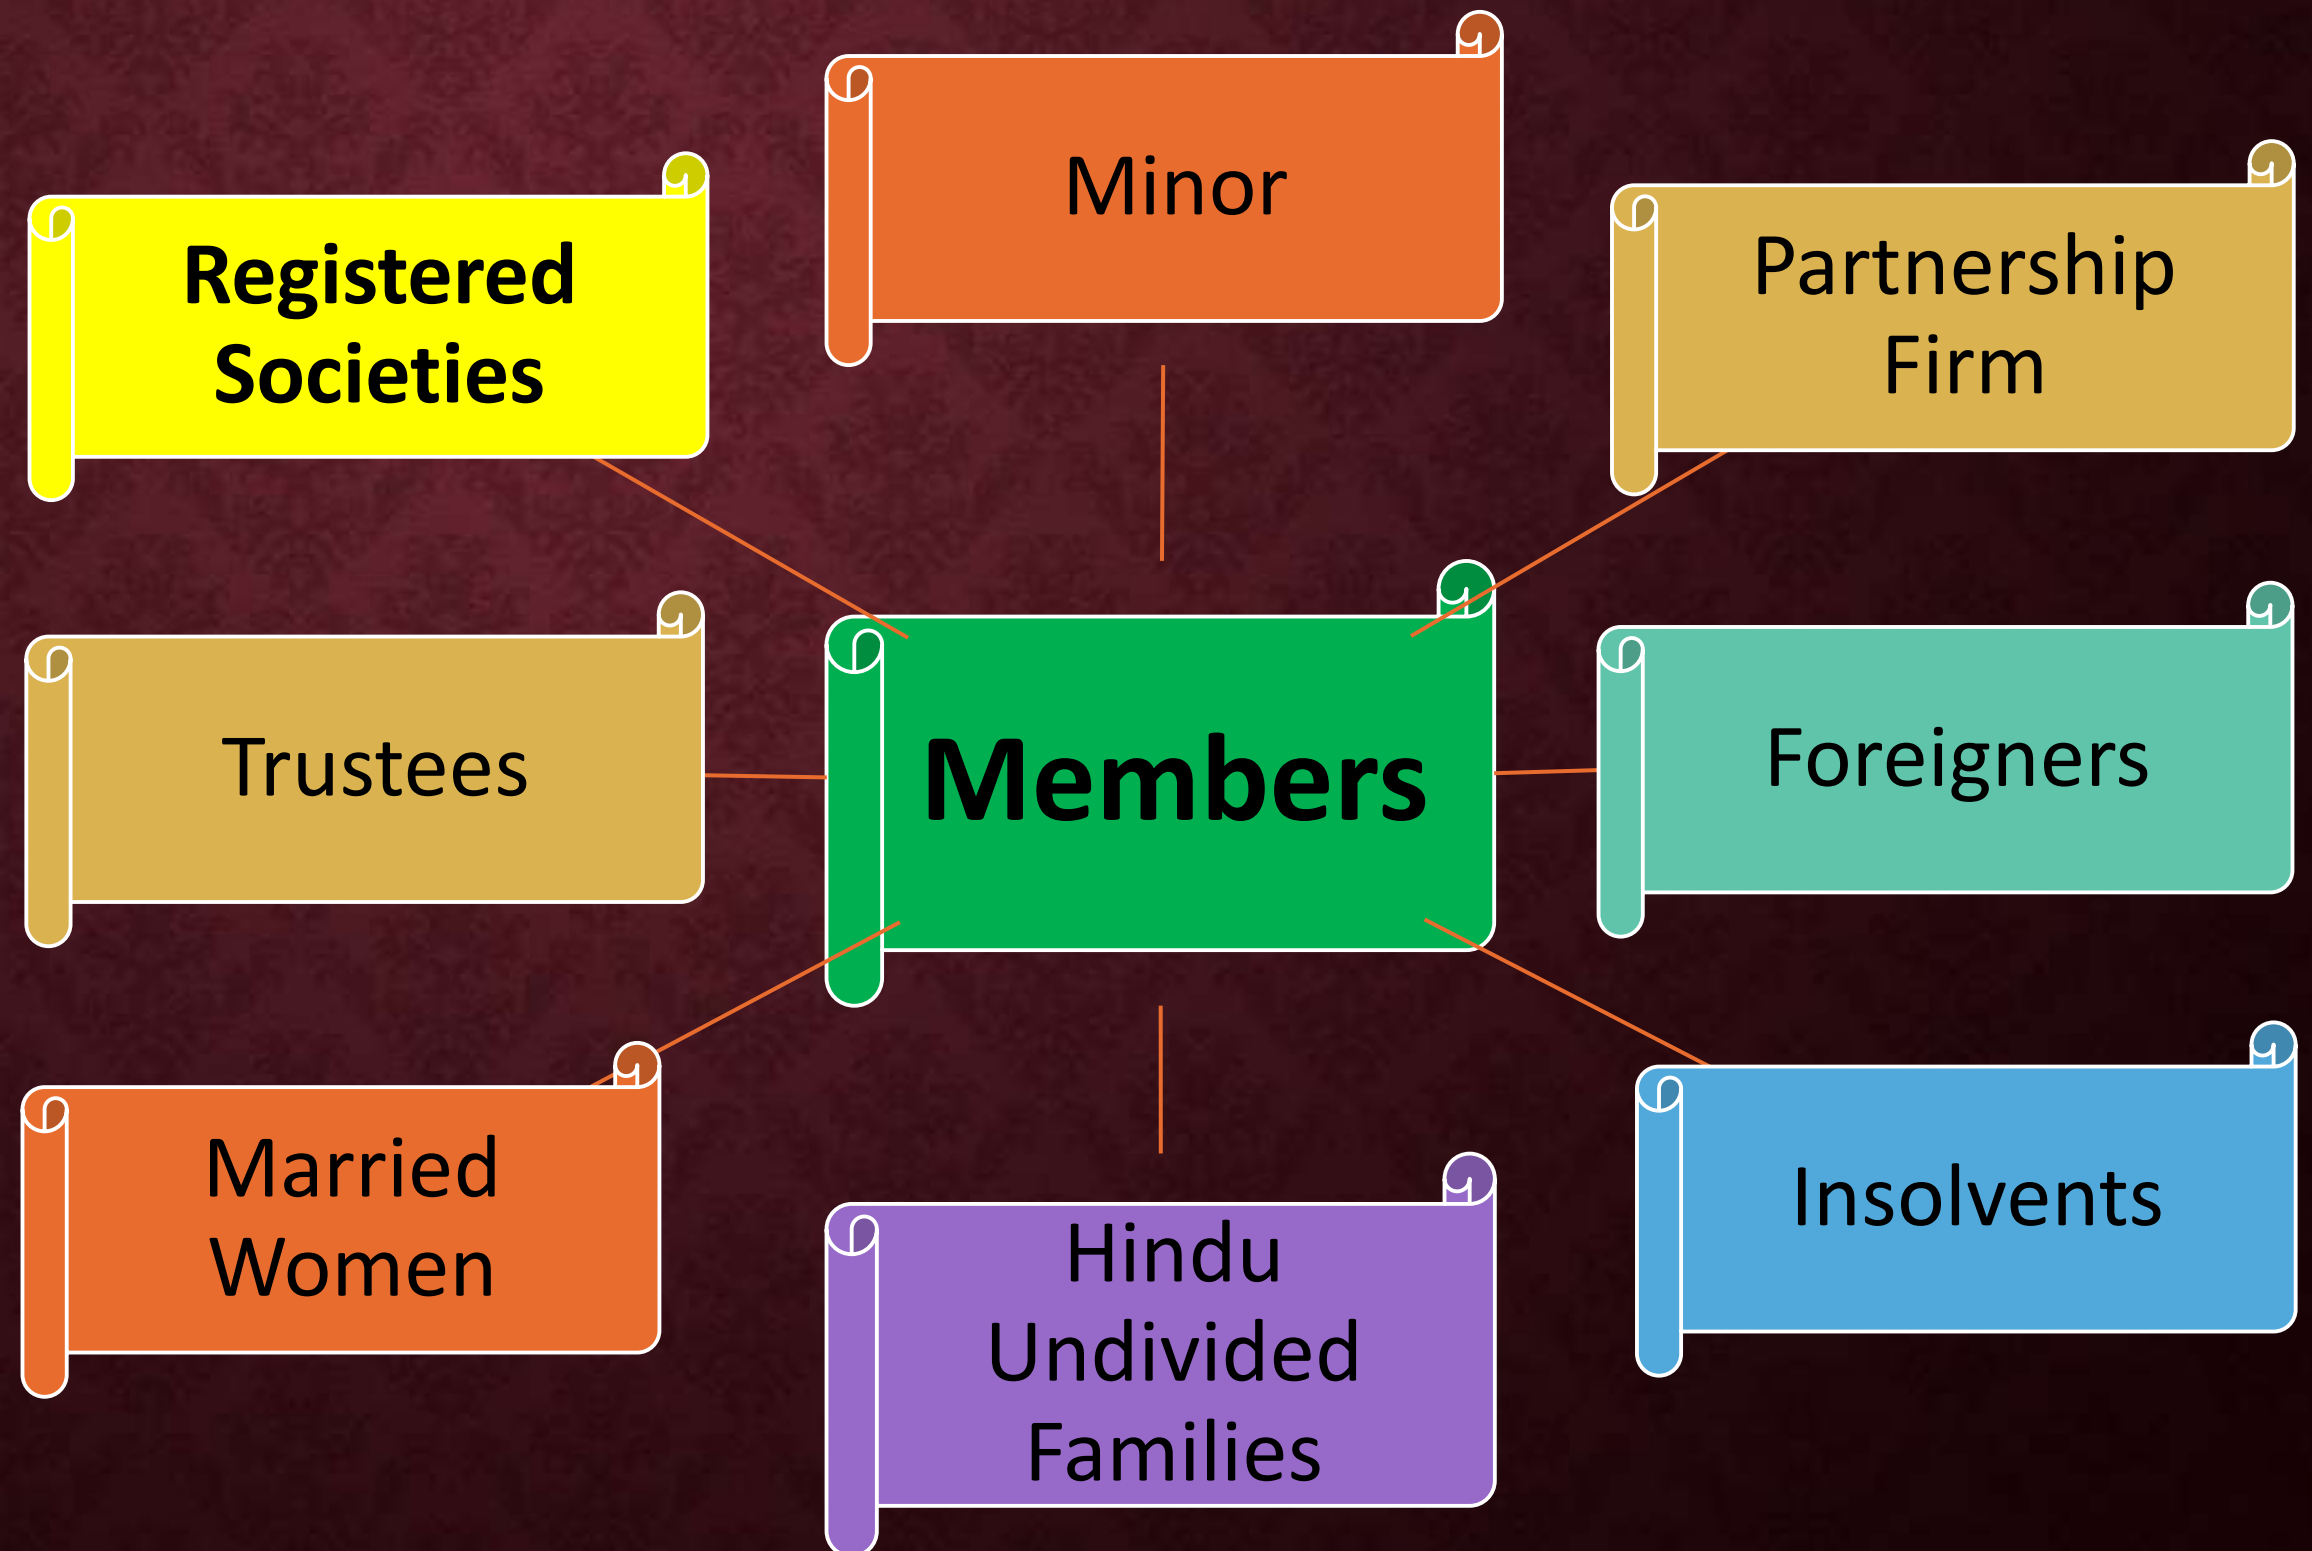 Minor
Registered
Societies
Partnership
Firm
Trustees
Members
Foreigners
Married
Women
Hindu
Undivided
Families
Insolvents